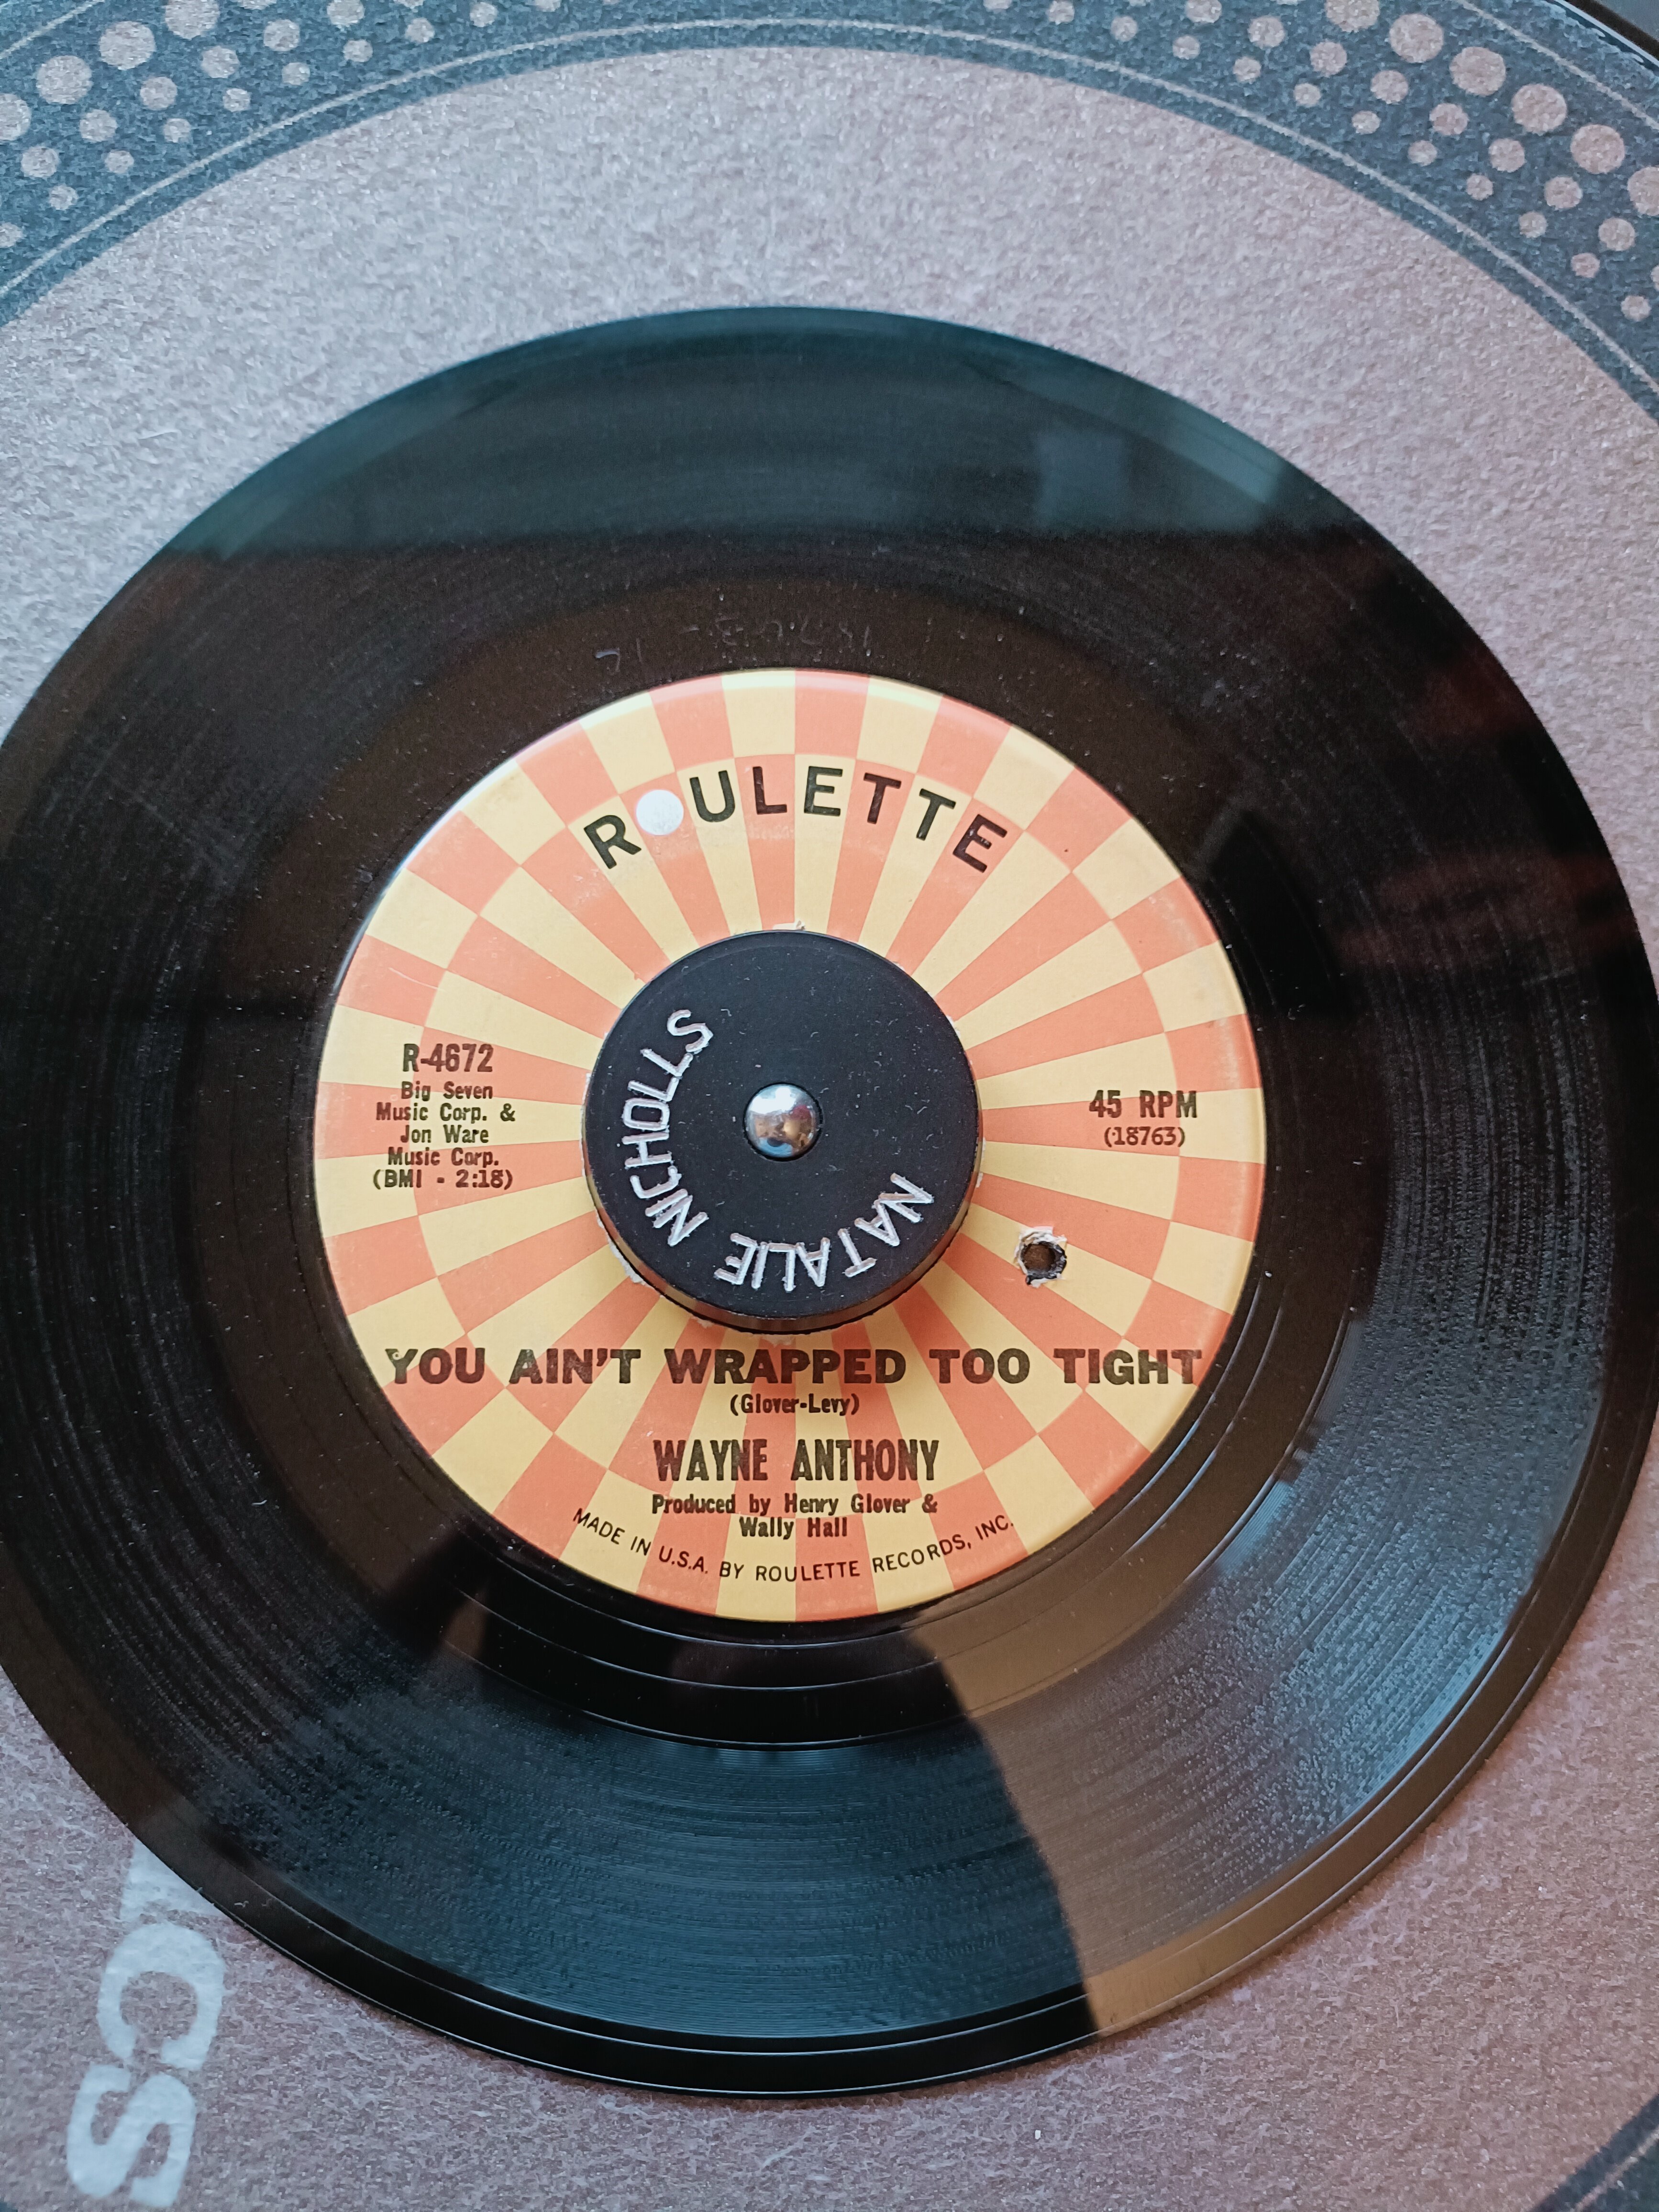 ROULETTE
R-4672
Big Seven
Music Corp. &
Jon Ware
Music Corp.
(BMI - 2:18)
45 RPM
(18763)
NATALIE NICHOLLS
YOU AIN'T WRAPPED TOO TIGHT
(Glover-Levy)
WAYNE ANTHONY
Produced by Henry Glover &
Wally Hall
MADE IN U.S.A. BY ROULETTE RECORDS, INC.